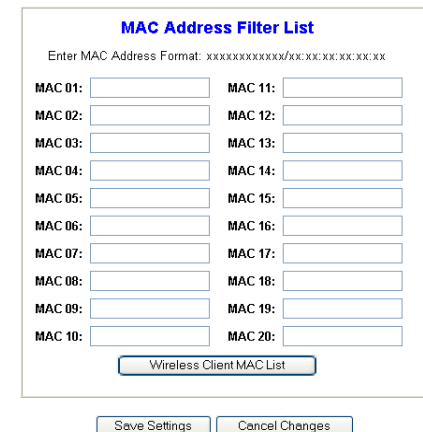 MAC Address Filter List
Enter MAC Address Format: xxxxxxxxxxxx/xx:xx:xx:xx:xx:xx
MAC 01: MAC 11:
MAC 02: MAC 12:
MAC 03: MAC 13:
MAC 04: MAC 14:
MAC 05: MAC 15:
MAC 06: MAC 16:
MAC 07: MAC 17:
MAC 08: MAC 18:
MAC 09: MAC 19:
MAC 10: MAC 20:
Wireless Client MAC List
Save Settings Cancel Changes